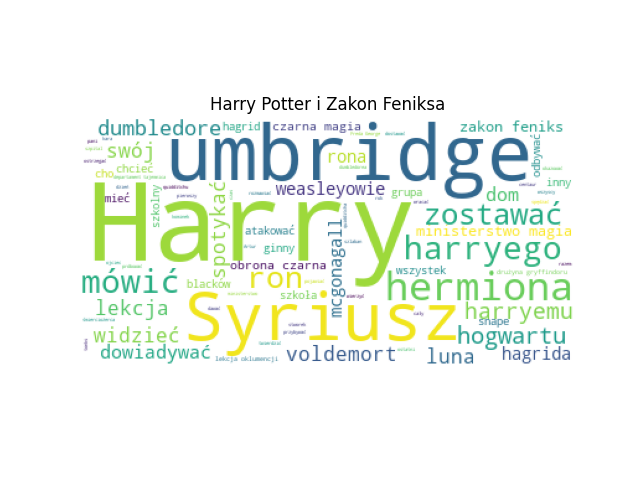 Harry Potter i Zakon Feniksa
dumbledore
hagrid
czarna magia
zakon feniks
umbridge
swój
rona
odbywać
chcieć
cho
weasleyowie
grupa
inny
mieć
szkolny
Harry
spotykać
dom
zostawać
atakować
mcgonagall
ministerstwo magia
ginny
harryego
obrona czarna
wszystek
drużyna gryffindoru
mówić
blacków
ron
hermiona
szkoła
lekcja
Syriusz
harryemu
snape
widzieć
hogwartu
dowiadywać
voldemort
luna
hagrida
lekcja oklumencji